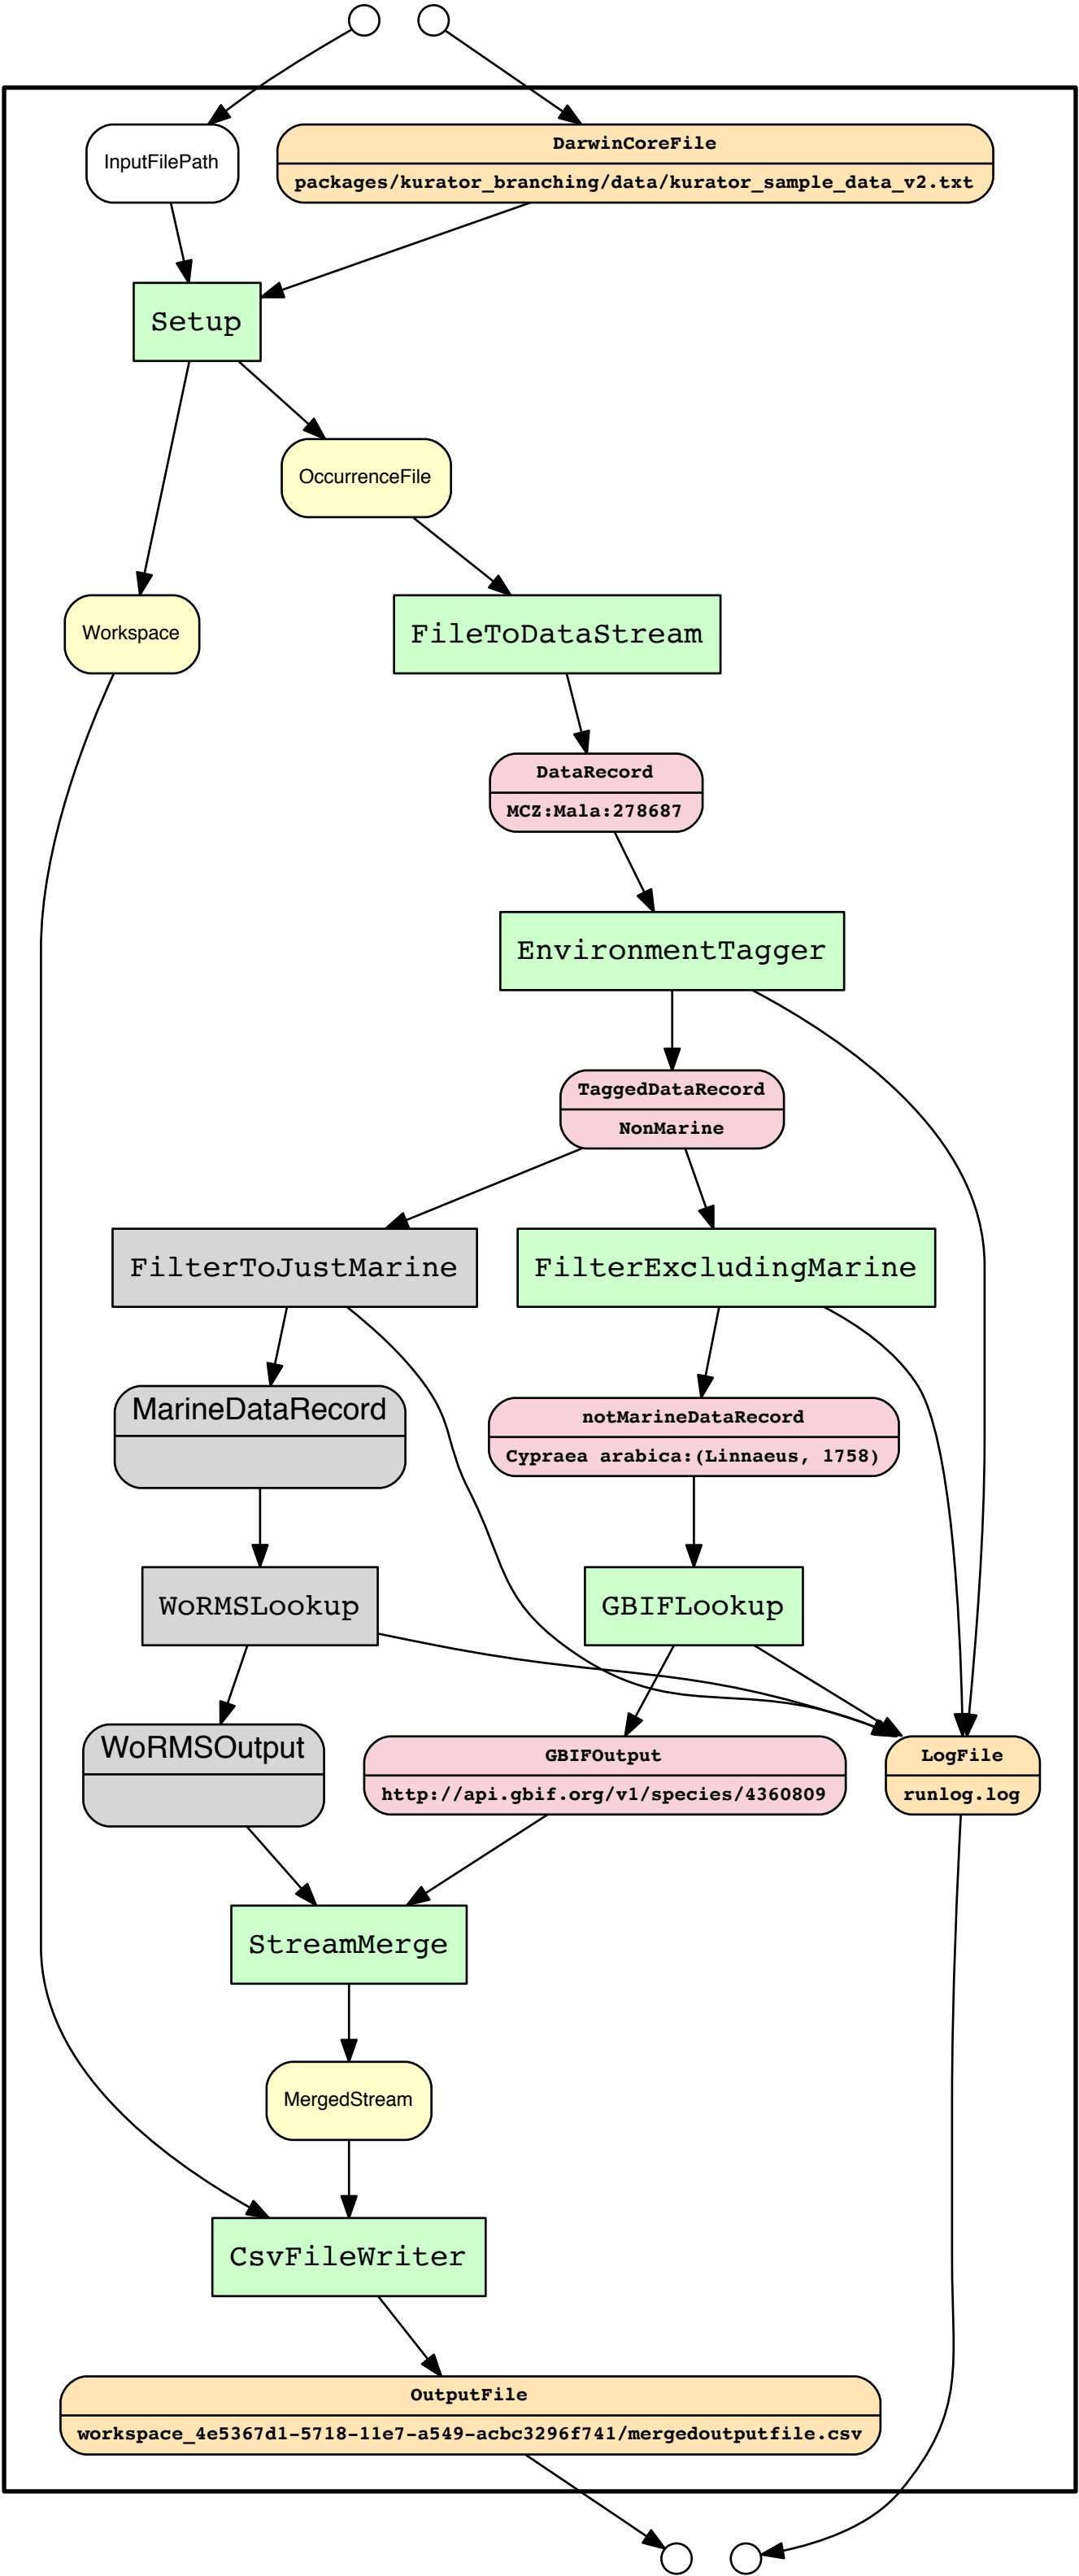 InputFilePath
DarwinCoreFile
packages/kurator_branching/data/kurator_sample_data_v2.txt
Setup
OccurrenceFile
Workspace
FileToDataStream
DataRecord
MCZ:Mala:278687
EnvironmentTagger
TaggedDataRecord
NonMarine
FilterToJustMarine
FilterExcludingMarine
MarineDataRecord
notMarineDataRecord
Cypraea arabica:(Linnaeus, 1758)
WoRMSLookup
GBIFLookup
WoRMSOutput
GBIFOutput
http://api.gbif.org/v1/species/4360809
LogFile
runlog.log
StreamMerge
MergedStream
CsvFileWriter
OutputFile
workspace_4e5367d1-5718-11e7-a549-acbc3296f741/mergedoutputfile.csv